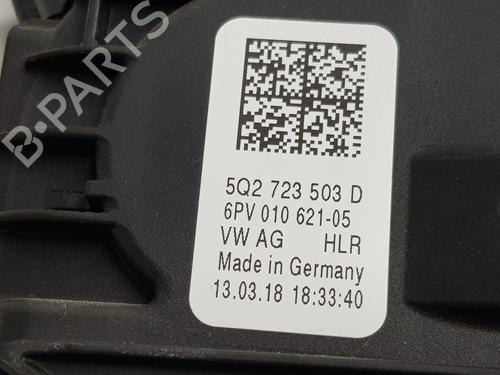 B-PARTS
5Q2 723 503 D
6PV 010 621-05
VW AG HLR
Made in Germany
13.03.18 18:33:40